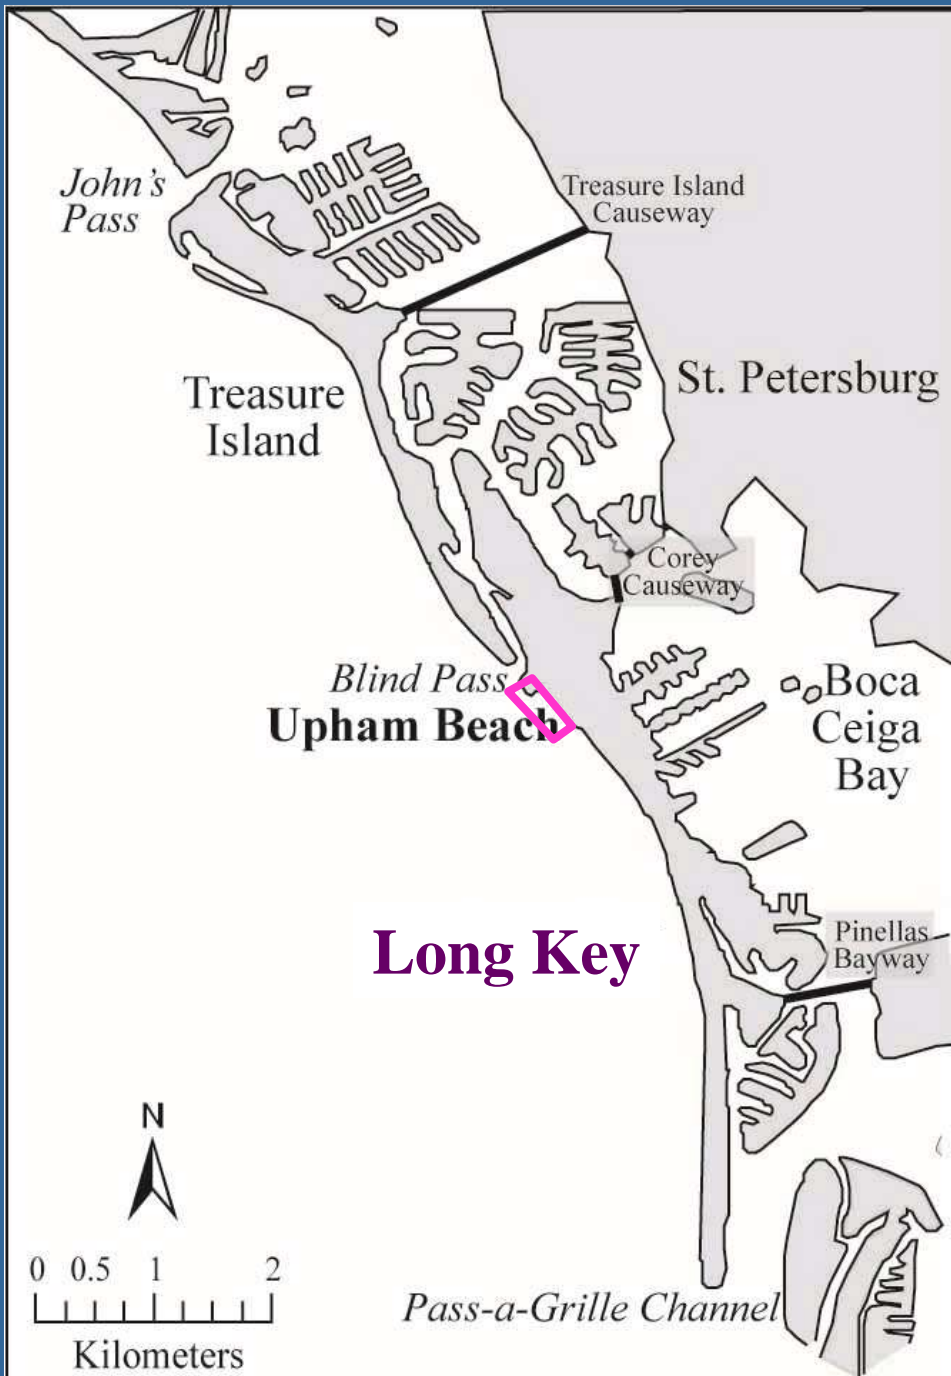 John's
Pass
Treasure Island
Causeway
Treasure
Island
St. Petersburg
Corey
Causeway
Blind Pass
Upham Beach
Boca
Ceiga
Bay
Long Key
Pinellas
Bayway
N
0 0.5 1 2
Kilometers
Pass-a-Grille Channel